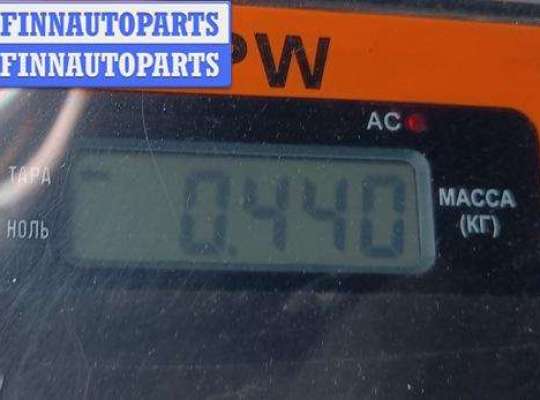 FINNAUTOPARTS
FINNAUTOPARTS
PW
AC
ТАРА
0.440
МАССА
(КГ)
НОЛЬ